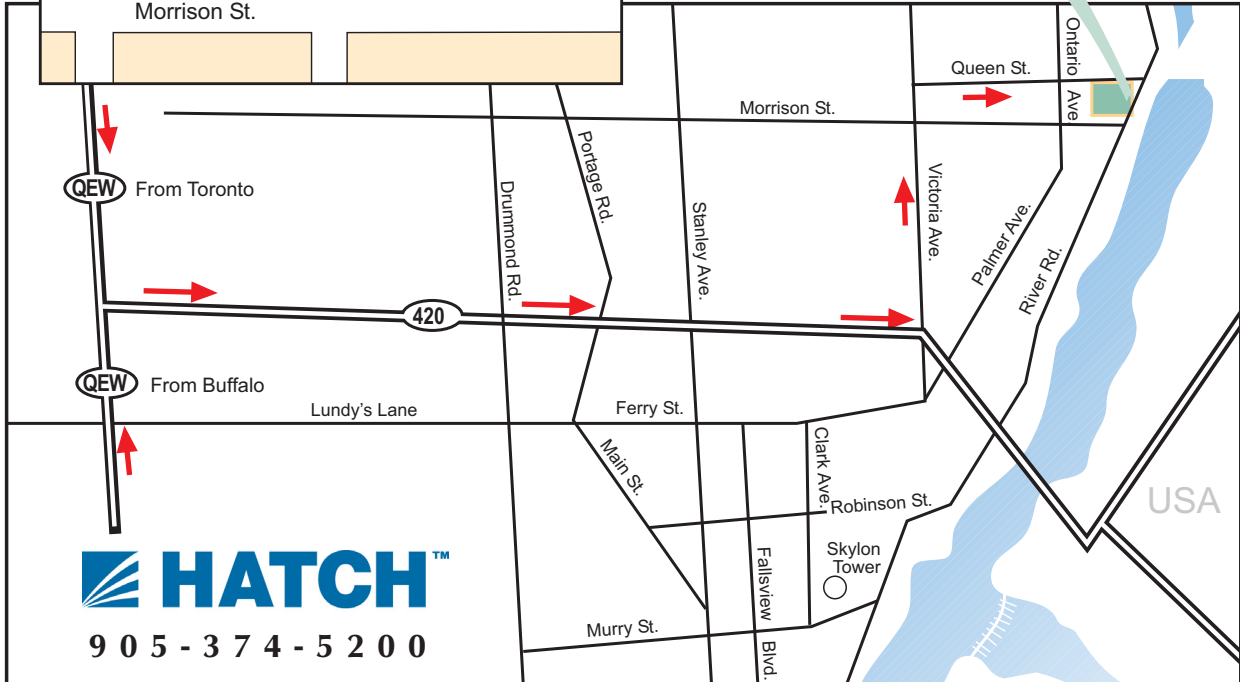 Morrison St.
Queen St.
Ontario Ave.
Morrison St.
Portage Rd.
QEW From Toronto
Drummond Rd.
Stanley Ave.
Victoria Ave.
Palmer Ave.
River Rd.
420
QEW From Buffalo
Lundy's Lane
Ferry St.
Main St.
Clark Ave.
Robinson St.
USA
Skylon
Tower
Fallsview Blvd.
HATCH™
Murry St.
905-374-5200